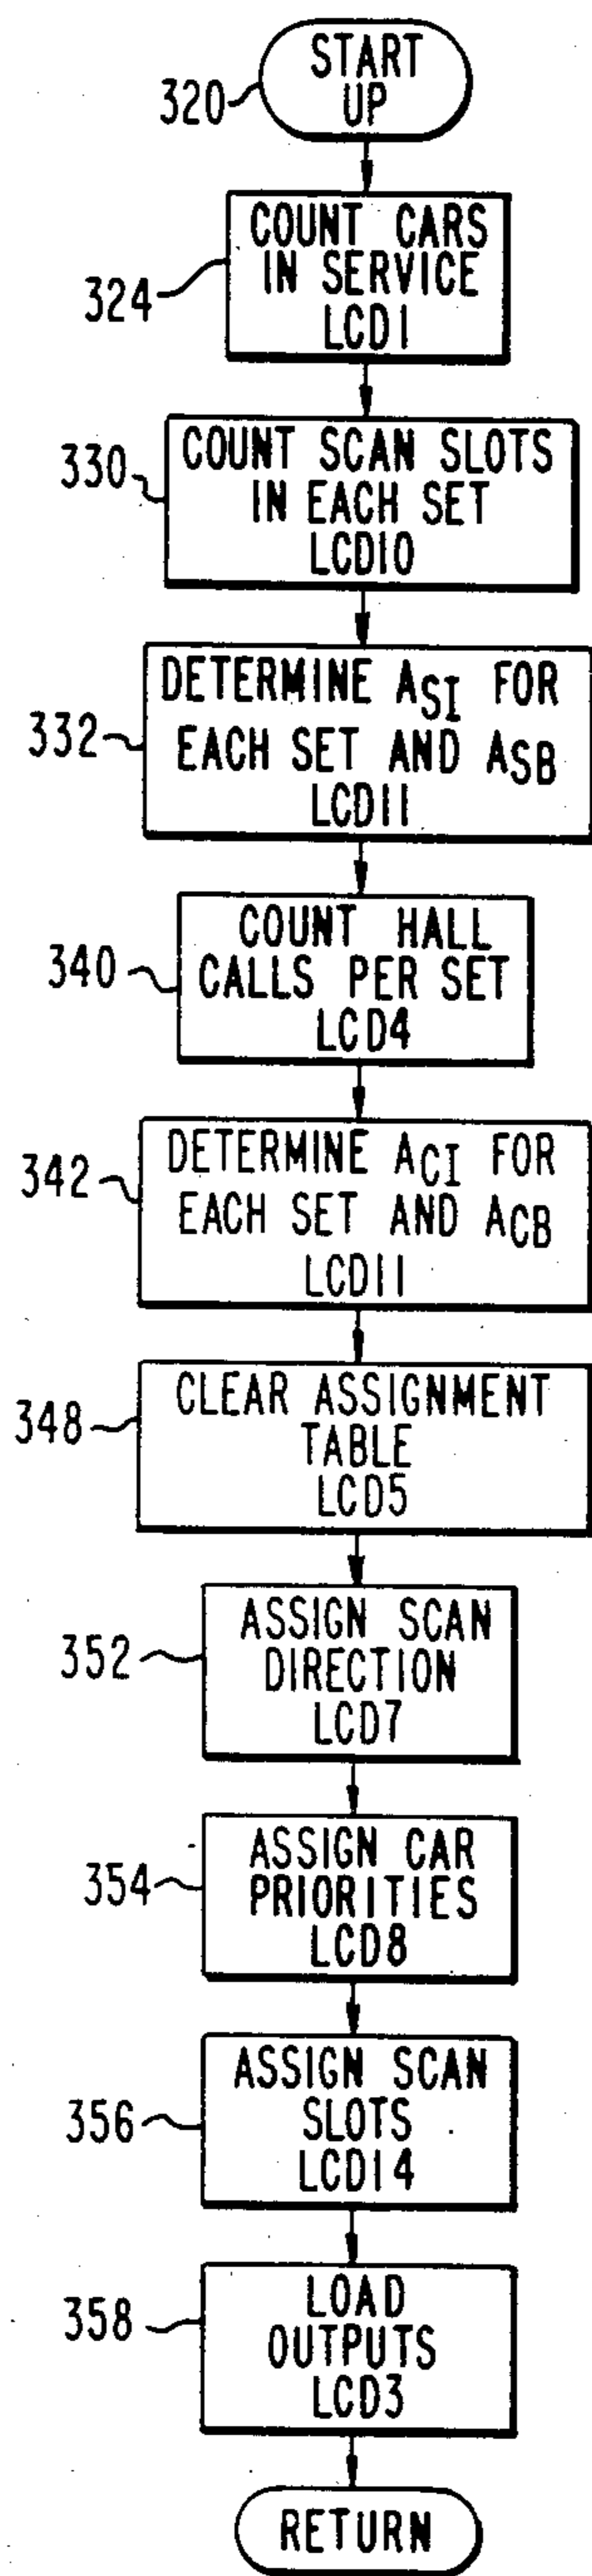 START
UP
320
COUNT CARS
IN SERVICE
LCD1
324
COUNT SCAN SLOTS
IN EACH SET
LCD10
330
DETERMINE ASI FOR
EACH SET AND ASB
LCD11
332
COUNT HALL
CALLS PER SET
LCD4
340
DETERMINE ACI FOR
EACH SET AND ACB
LCD11
342
CLEAR ASSIGNMENT
TABLE
LCD5
348
ASSIGN SCAN
DIRECTION
LCD7
352
ASSIGN CAR
PRIORITIES
LCD8
354
ASSIGN SCAN
SLOTS
LCD14
356
LOAD
OUTPUTS
LCD3
358
RETURN